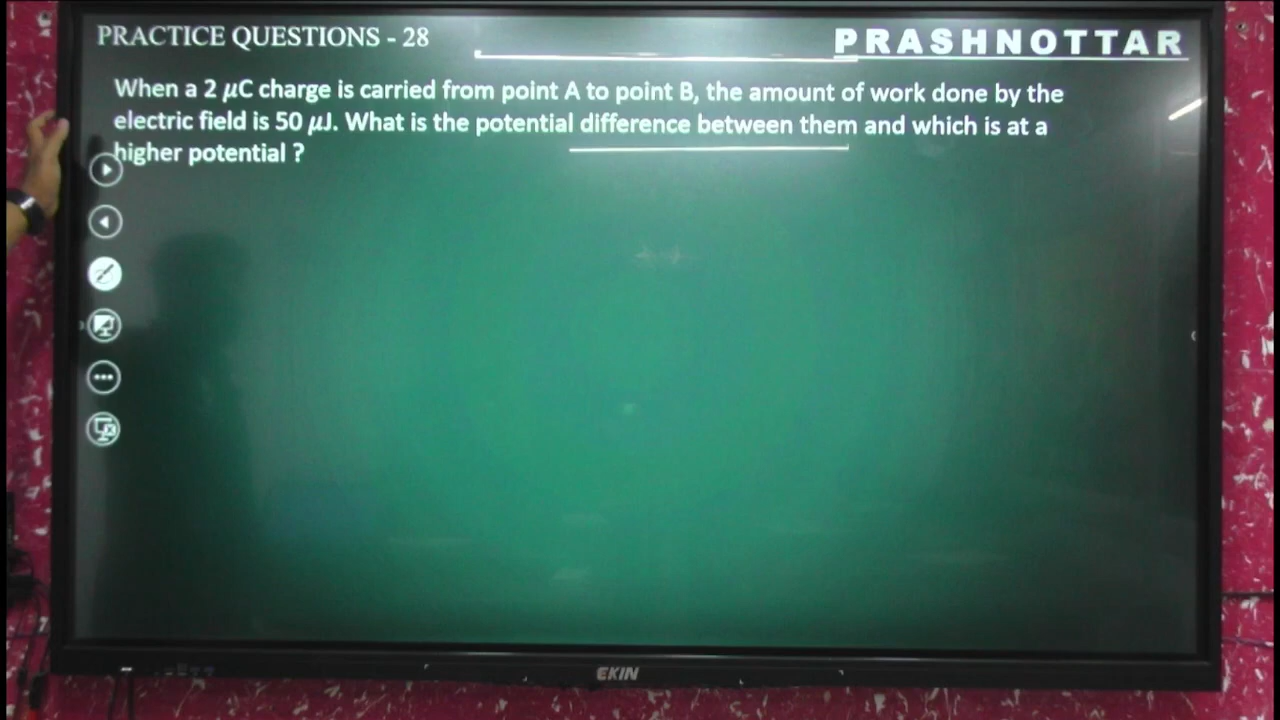 PRACTICE QUESTIONS - 28
PRASHNOTTAR
When a 2 𝜇C charge is carried from point A to point B, the amount of work done by the
electric field is 50 𝜇J. What is the potential difference between them and which is at a
higher potential ?
EKIN